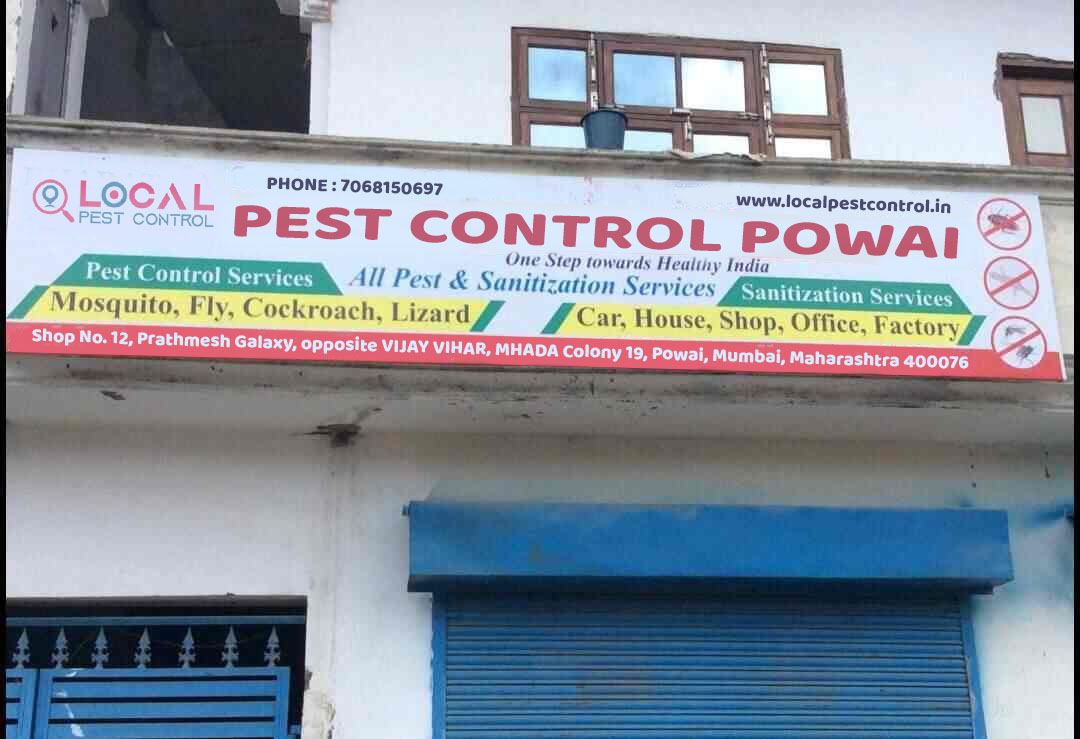 LOCAL
PEST CONTROL
PHONE : 7068150697
www.localpestcontrol.in
PEST CONTROL POWAI
One Step towards Healthy India
All Pest & Sanitization Services
Pest Control Services
Mosquito, Fly, Cockroach, Lizard
Sanitization Services
Car, House, Shop, Office, Factory
Shop No. 12, Prathmesh Galaxy, opposite VIJAY VIHAR, MHADA Colony 19, Powai, Mumbai, Maharashtra 400076